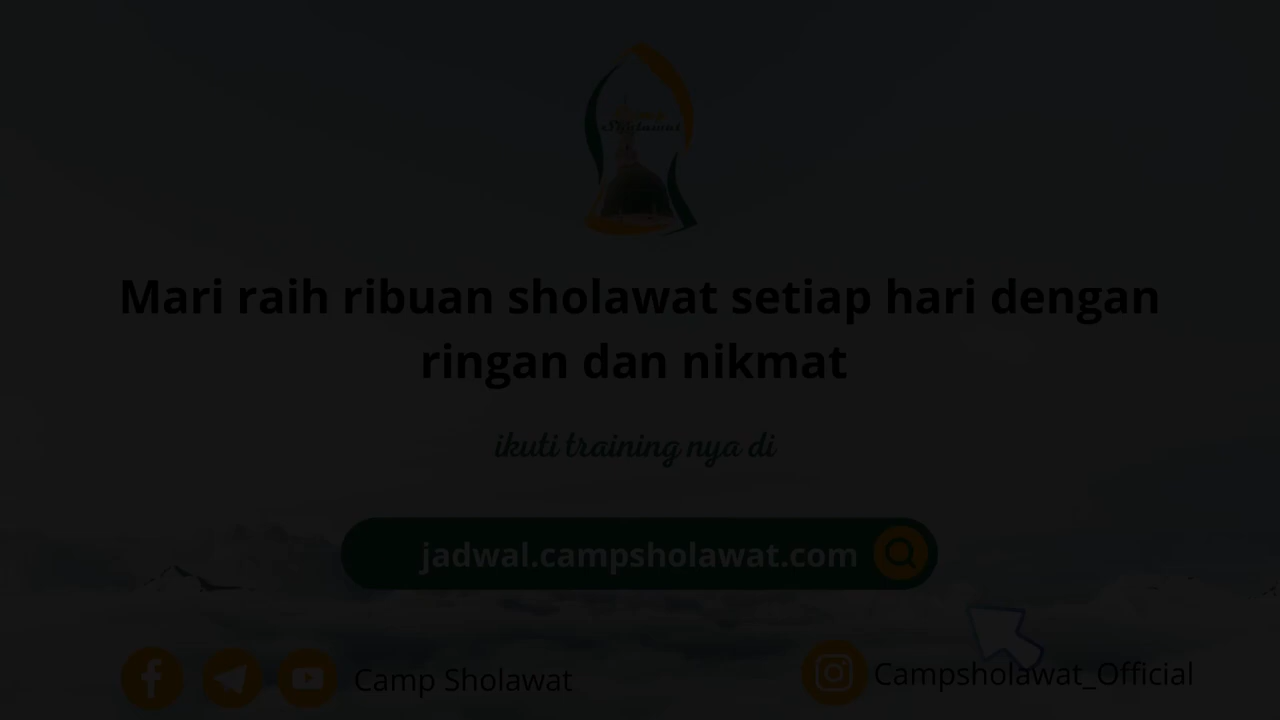 Sholawat
Mari raih ribuan sholawat setiap hari dengan
ringan dan nikmat
ikuti training nya di
jadwal.campsholawat.com
Camp Sholawat
Campsholawat_Official